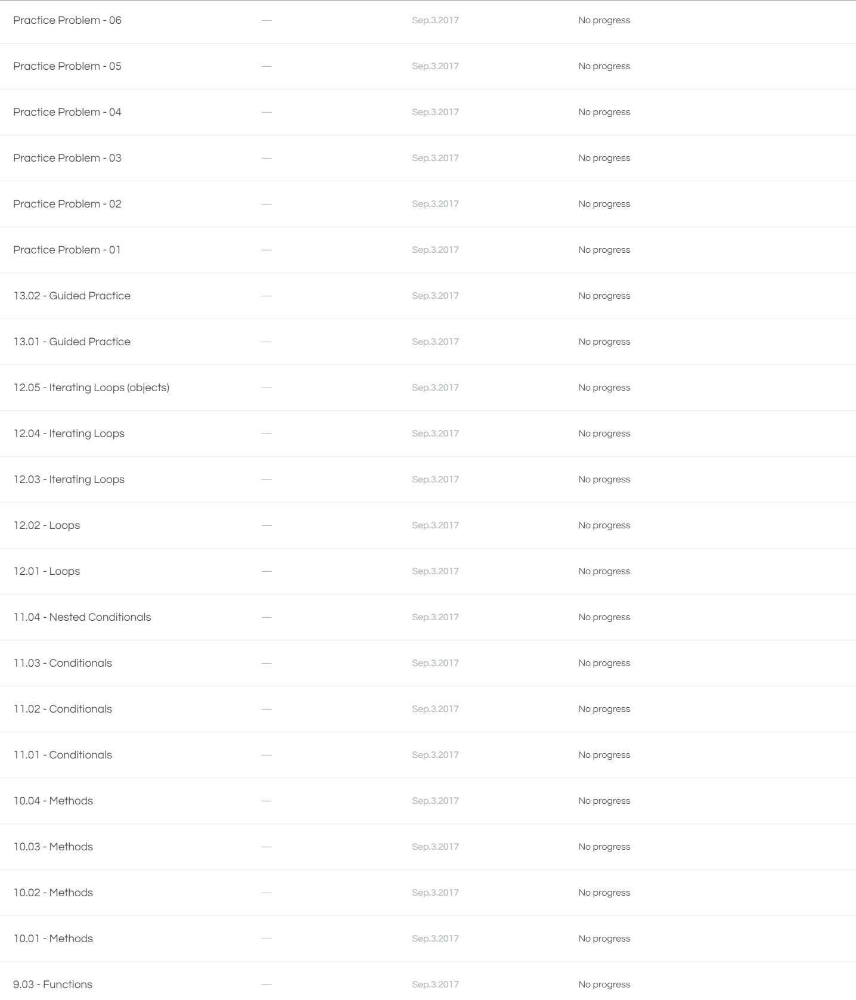 Practice Problem - 06 — Sep.3.2017 No progress
Practice Problem - 05 — Sep.3.2017 No progress
Practice Problem - 04 — Sep.3.2017 No progress
Practice Problem - 03 — Sep.3.2017 No progress
Practice Problem - 02 — Sep.3.2017 No progress
Practice Problem - 01 — Sep.3.2017 No progress
13.02 - Guided Practice — Sep.3.2017 No progress
13.01 - Guided Practice — Sep.3.2017 No progress
12.05 - Iterating Loops (objects) — Sep.3.2017 No progress
12.04 - Iterating Loops — Sep.3.2017 No progress
12.03 - Iterating Loops — Sep.3.2017 No progress
12.02 - Loops — Sep.3.2017 No progress
12.01 - Loops — Sep.3.2017 No progress
11.04 - Nested Conditionals — Sep.3.2017 No progress
11.03 - Conditionals — Sep.3.2017 No progress
11.02 - Conditionals — Sep.3.2017 No progress
11.01 - Conditionals — Sep.3.2017 No progress
10.04 - Methods — Sep.3.2017 No progress
10.03 - Methods — Sep.3.2017 No progress
10.02 - Methods — Sep.3.2017 No progress
10.01 - Methods — Sep.3.2017 No progress
9.03 - Functions — Sep.3.2017 No progress